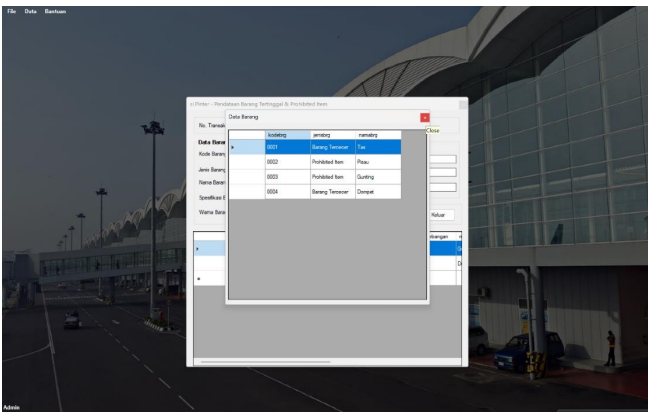 File Data Bantuan
Pinter - Pendataan Barang Tertinggal & Prohibited Item
Data Barang
Close
No. Transak
Data Baran
Kode Barang
Jenis Barang
Nama Baran
Spesifikasi B
Warna Bara
kodebrg jenisbrg namabrg
0001 Barang Tercecer Tas
0002 Prohibited Item Pisau
0003 Prohibited Item Gunting
0004 Barang Tercecer Dompet
Keluar
Admin